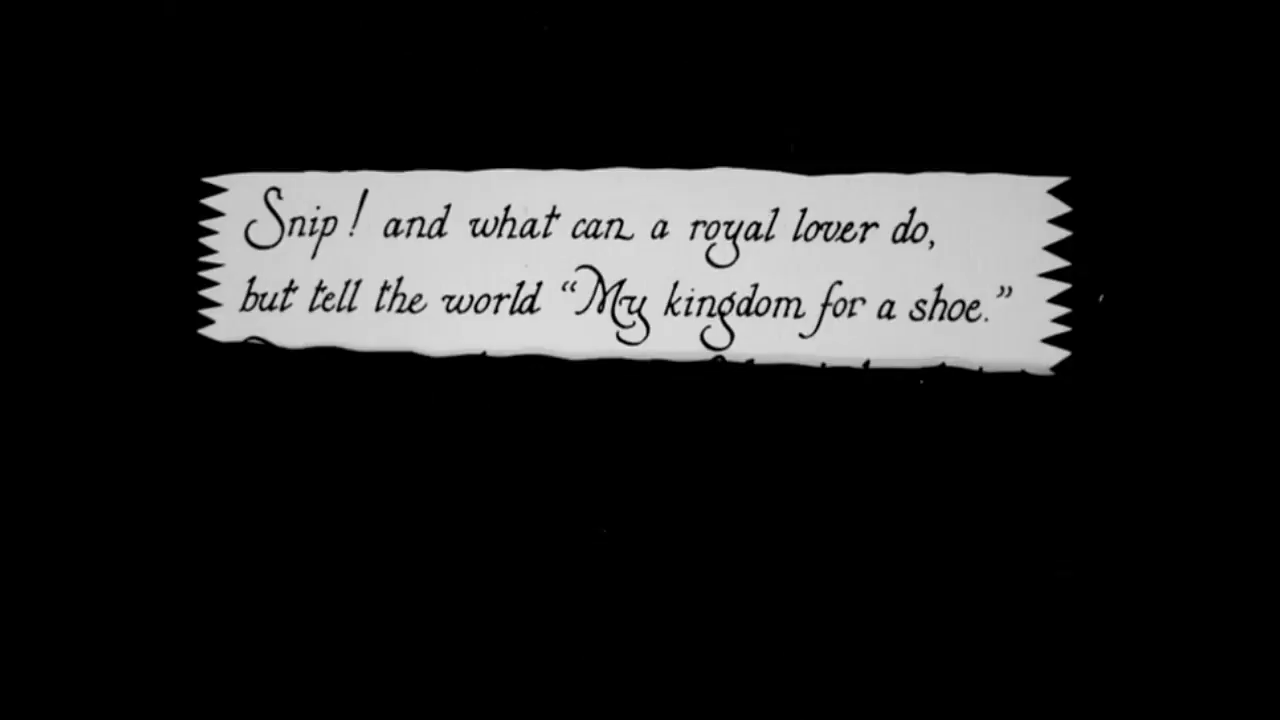 Snip! and what can a royal lover do,
but tell the world “My kingdom for a shoe.”